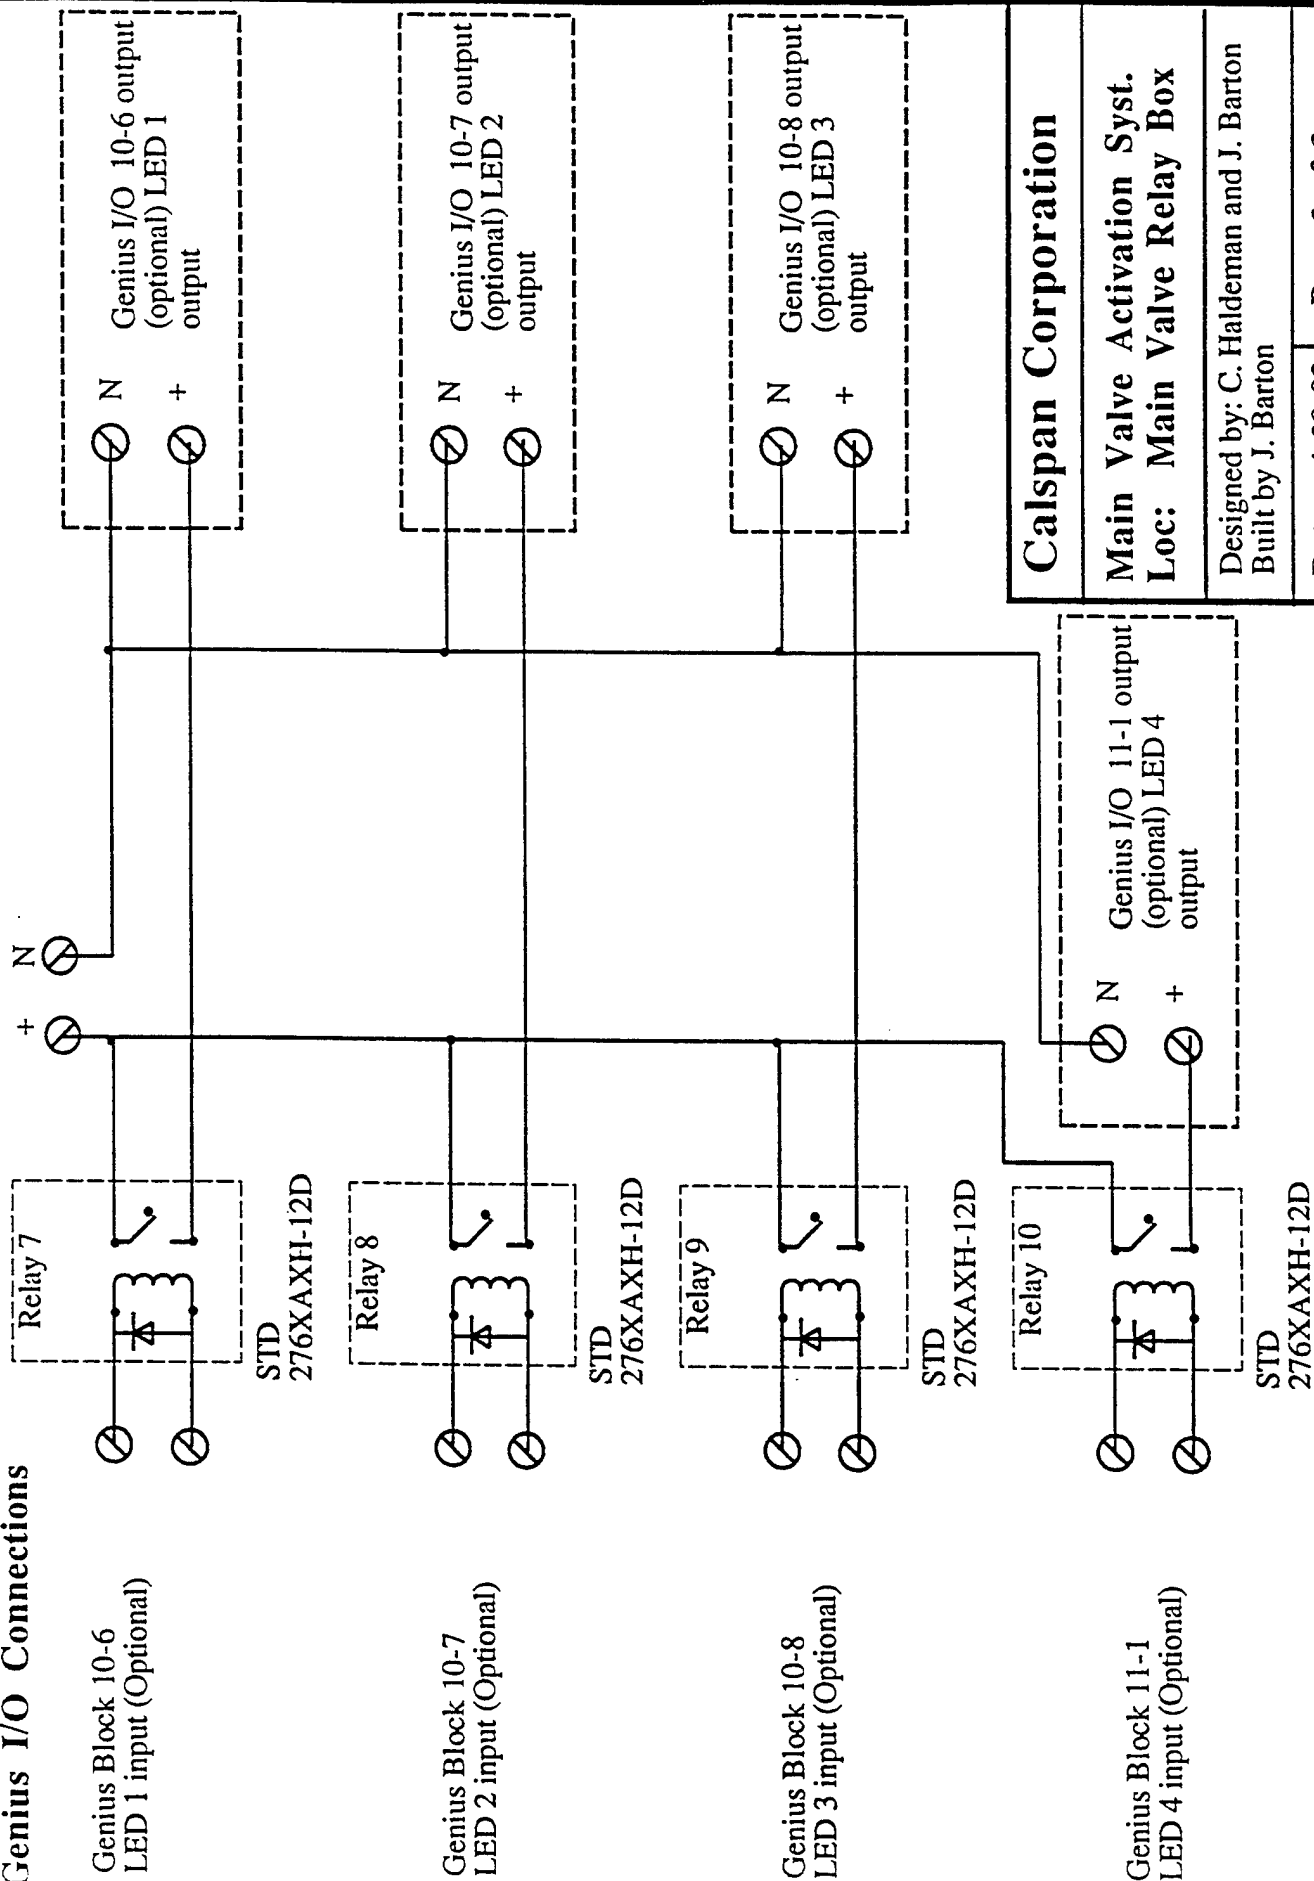 Genius I/O Connections
Genius Block 10-6
LED 1 input (Optional)
Relay 7
STD
276XAXH-12D
+
N
N
+
Genius I/O 10-6 output
(optional) LED 1
output
Genius Block 10-7
LED 2 input (Optional)
Relay 8
STD
276XAXH-12D
N
+
Genius I/O 10-7 output
(optional) LED 2
output
Genius Block 10-8
LED 3 input (Optional)
Relay 9
STD
276XAXH-12D
N
+
Genius I/O 10-8 output
(optional) LED 3
output
Genius Block 11-1
LED 4 input (Optional)
Relay 10
STD
276XAXH-12D
N
+
Genius I/O 11-1 output
(optional) LED 4
output
Calspan Corporation
Main Valve Activation Syst.
Loc: Main Valve Relay Box
Designed by: C. Haldeman and J. Barton
Built by J. Barton